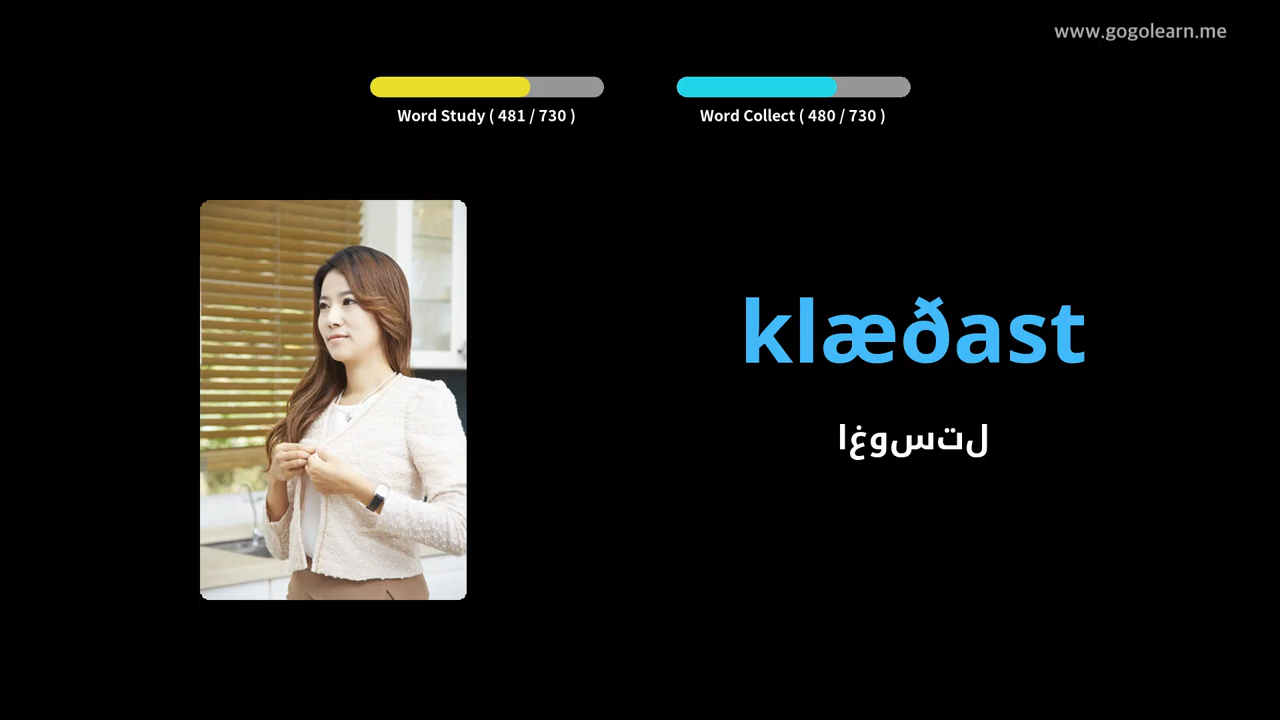 www.gogolearn.me
Word Study ( 481 / 730 )
Word Collect ( 480 / 730 )
klæðast
اغوستل